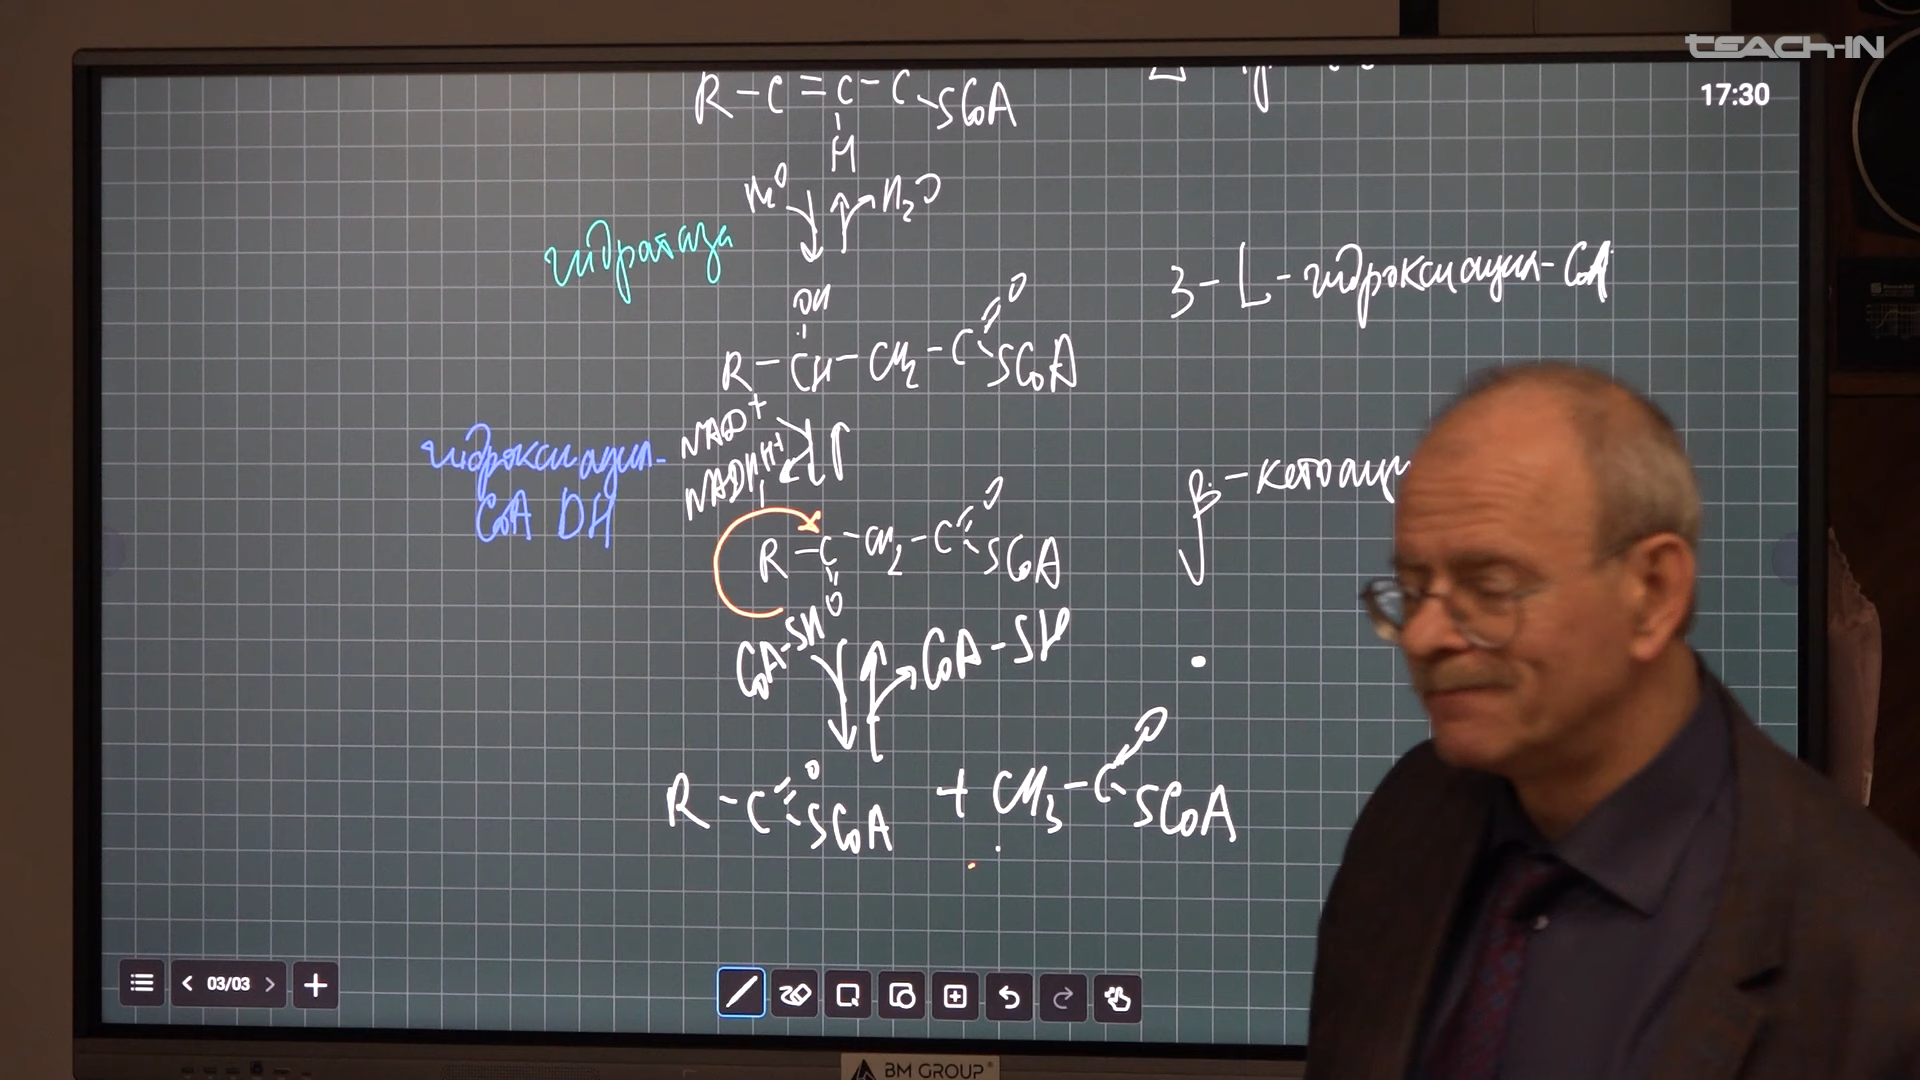 TEACH-IN
17:30
R-C=C-C
SCoA
H
H2O
H2O
гидратаза
3-L-гидроксиацил-CoA
OH
O
R-CH-CH2-C
SCoA
NAD+
гидроксиацил-
CoA DH
NADH H+
β-кетоаци
O
R-C-CH2-C
SCoA
O
CoA-SH
CoA-SH
O
O
R-C
SCoA
+ CH3-C
SCoA
03/03
BM GROUP